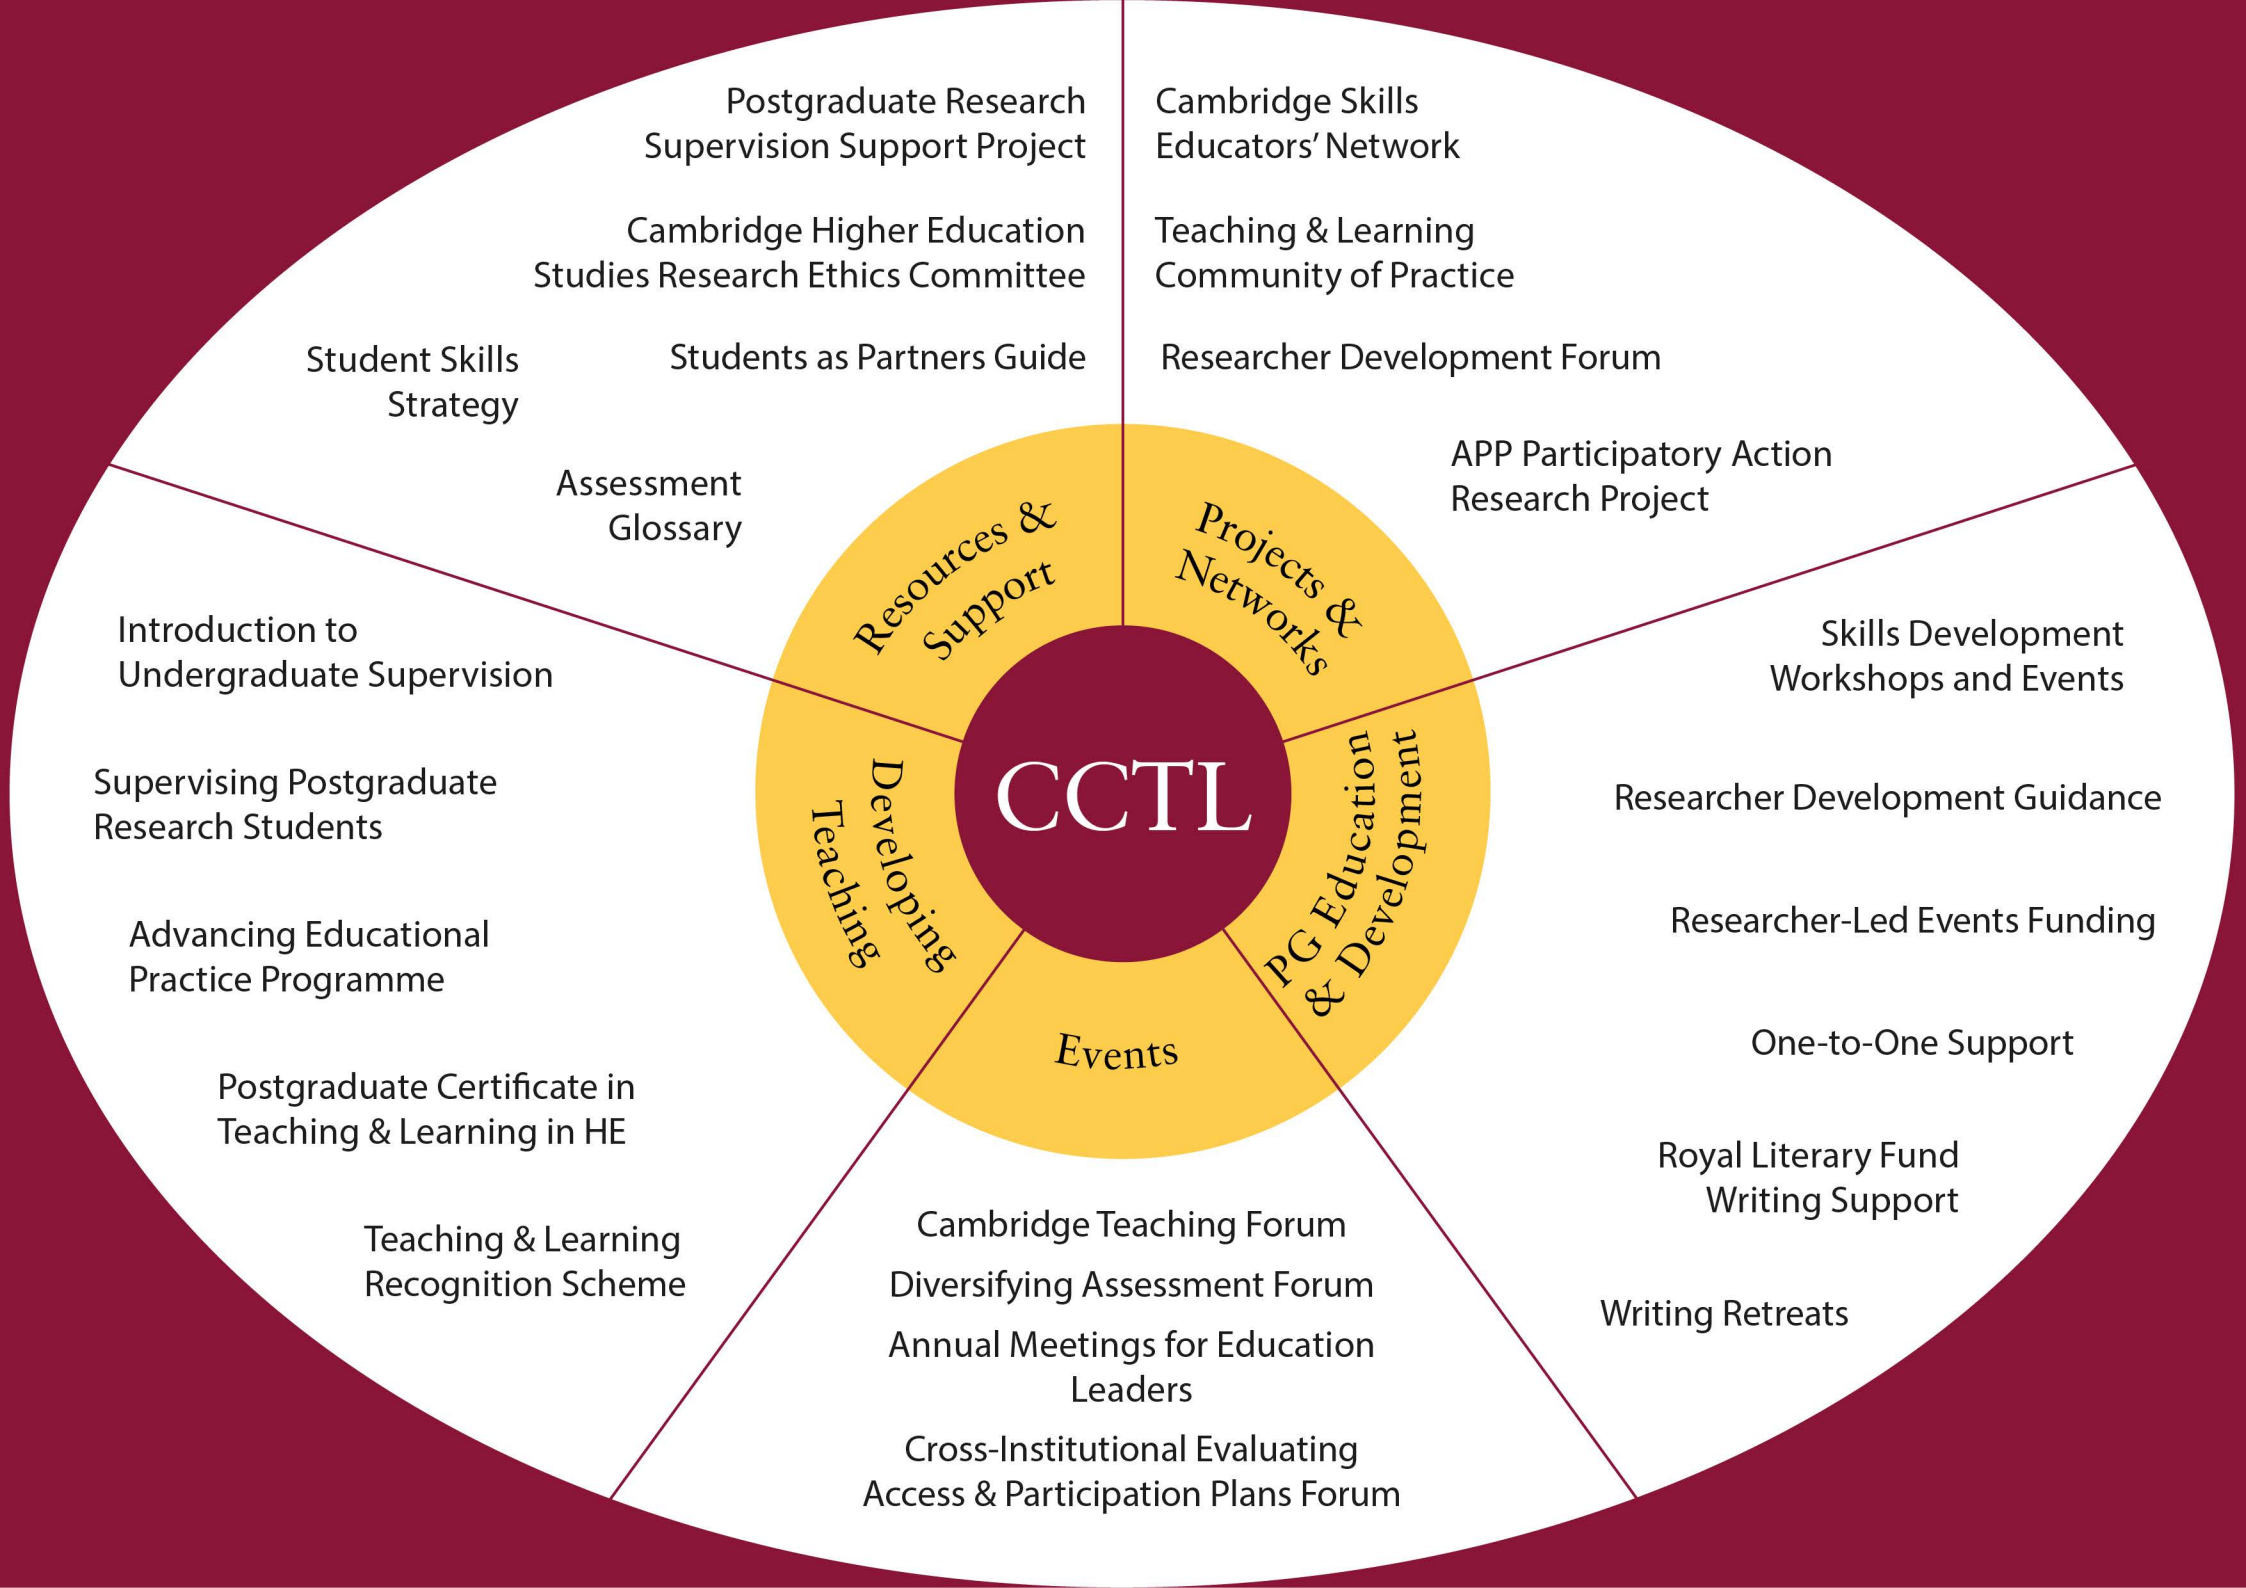 CCTL
Resources &
Support
Postgraduate Research
Supervision Support Project
Cambridge Higher Education
Studies Research Ethics Committee
Students as Partners Guide
Student Skills
Strategy
Assessment
Glossary
Projects &
Networks
Cambridge Skills
Educators’ Network
Teaching & Learning
Community of Practice
Researcher Development Forum
APP Participatory Action
Research Project
PG Education
& Development
Skills Development
Workshops and Events
Researcher Development Guidance
Researcher-Led Events Funding
One-to-One Support
Royal Literary Fund
Writing Support
Writing Retreats
Events
Cambridge Teaching Forum
Diversifying Assessment Forum
Annual Meetings for Education
Leaders
Cross-Institutional Evaluating
Access & Participation Plans Forum
Developing
Teaching
Introduction to
Undergraduate Supervision
Supervising Postgraduate
Research Students
Advancing Educational
Practice Programme
Postgraduate Certificate in
Teaching & Learning in HE
Teaching & Learning
Recognition Scheme